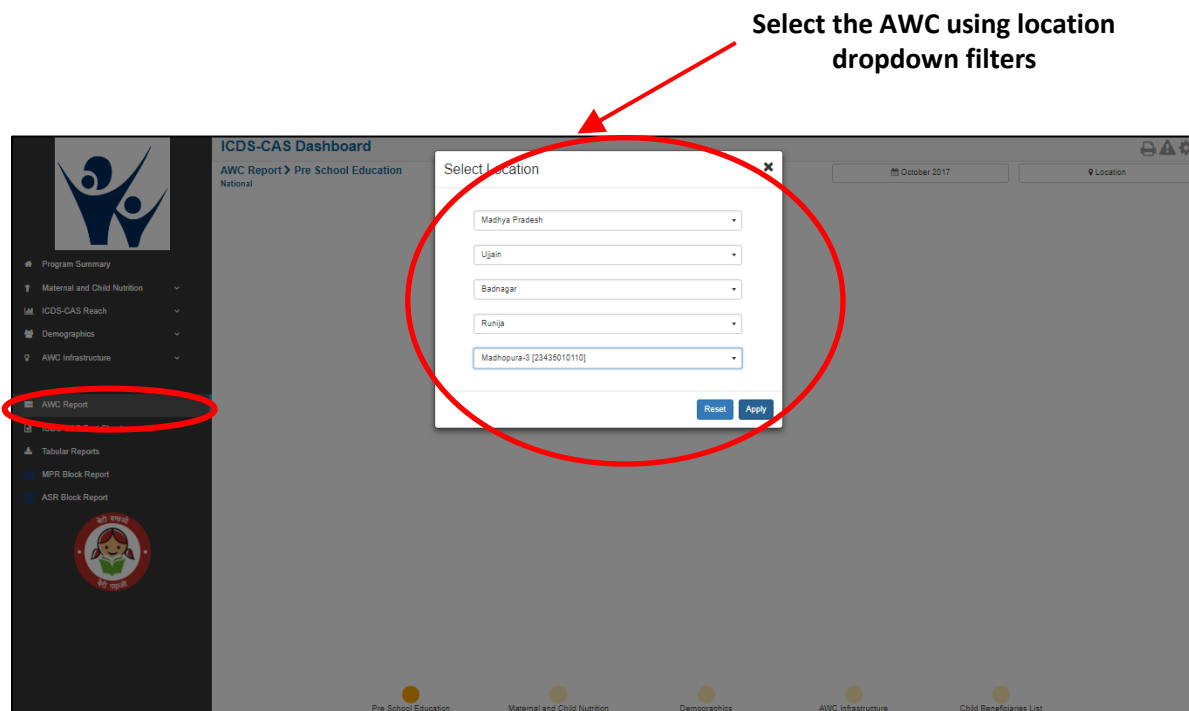 Select the AWC using location
dropdown filters
ICDS-CAS Dashboard
AWC Report > Pre School Education
National
October 2017
Location
Select Location
Madhya Pradesh
Ujjain
Badnagar
Runija
Madhopura-3 [23435010110]
Reset
Apply
Program Summary
Maternal and Child Nutrition
ICDS-CAS Reach
Demographics
AWC Infrastructure
AWC Report
Tabular Reports
MPR Block Report
ASR Block Report
बेटी बचाओ
बेटी पढ़ाओ
Pre School Education
Maternal and Child Nutrition
Demographics
AWC Infrastructure
Child Beneficiaries List